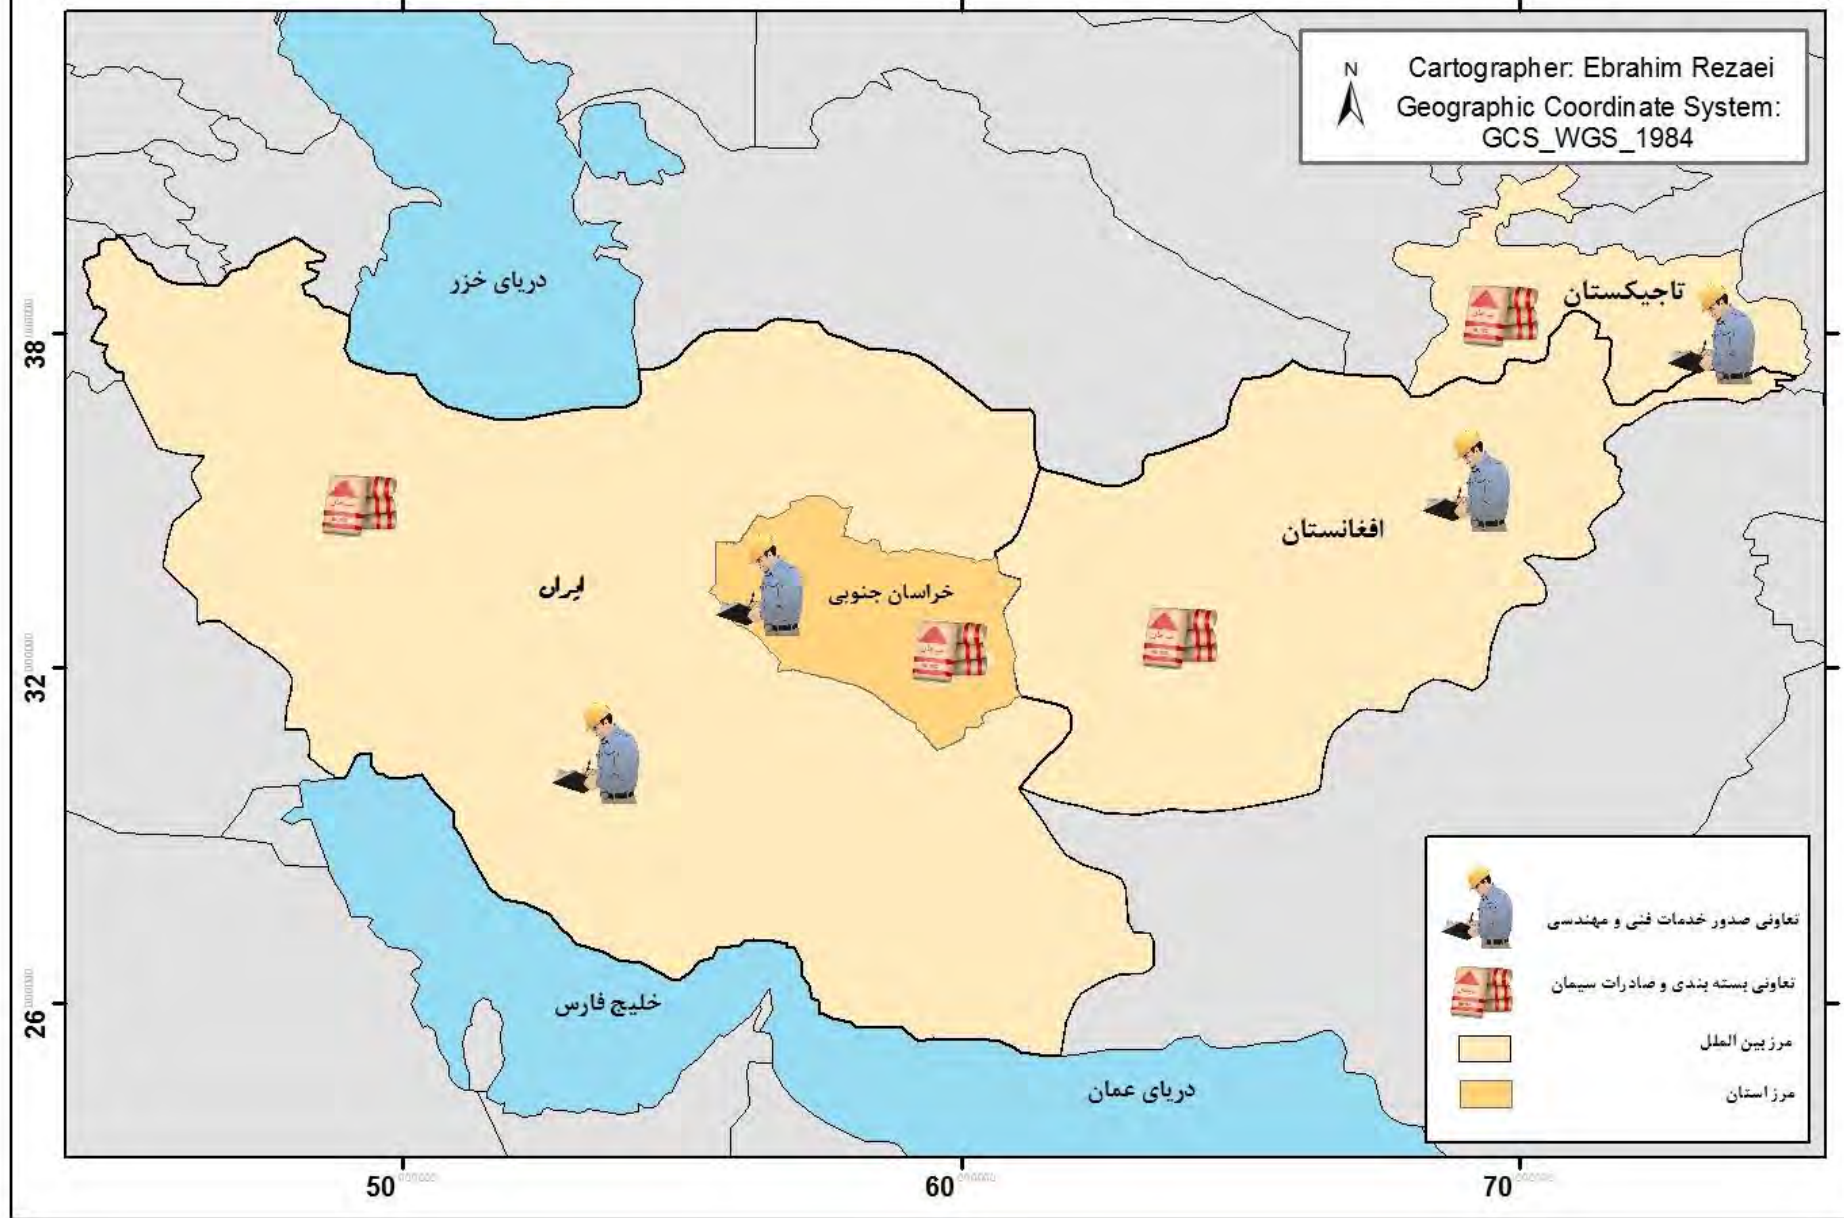 N
Cartographer: Ebrahim Rezaei
Geographic Coordinate System:
GCS_WGS_1984
دریای خزر
تاجیکستان
افغانستان
ایران
خراسان جنوبی
خلیج فارس
دریای عمان
تعاونی صدور خدمات فنی و مهندسی
تعاونی بسته بندی و صادرات سیمان
مرز بین الملل
مرز استان
38
32
26
50
60
70